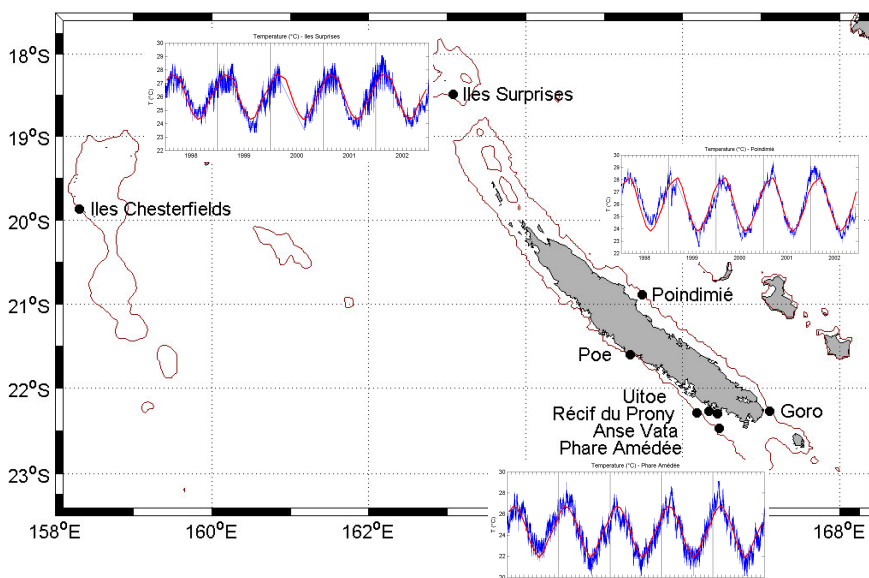 18°S
19°S
20°S
21°S
22°S
23°S
158°E
160°E
162°E
168°E
Temperature (°C) - Iles Surprises
T (°C)
28
27
26
25
24
23
22
1998
1999
2000
2001
2002
Iles Surprises
Iles Chesterfields
Temperature (°C) - Poindimié
T (°C)
30
29
28
27
26
25
24
23
22
1998
1999
2000
2001
2002
Poindimié
Poe
Uitoe
Récif du Prony
Anse Vata
Phare Amédée
Goro
Temperature (°C) - Phare Amédée
T (°C)
30
28
26
24
22
20